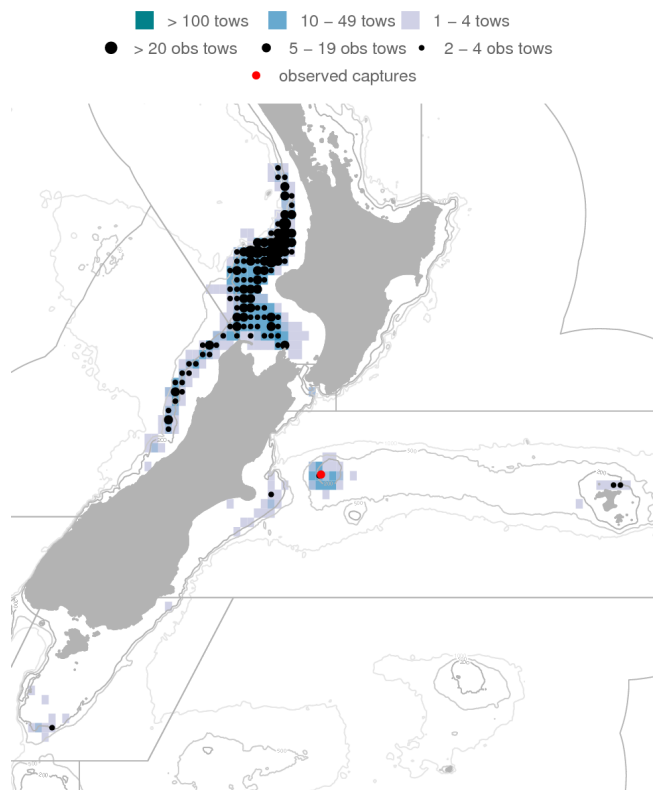 > 100 tows 10 − 49 tows 1 − 4 tows
> 20 obs tows 5 − 19 obs tows 2 − 4 obs tows
observed captures